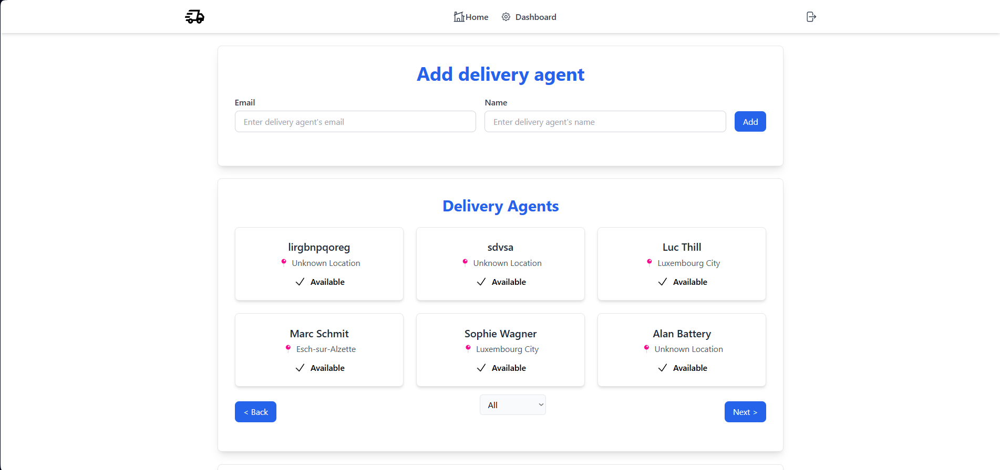 Home Dashboard
Add delivery agent
Email Name
Enter delivery agent's email Enter delivery agent's name Add
Delivery Agents
lirgbnpqoreg sdvsa Luc Thill
Unknown Location Unknown Location Luxembourg City
Available Available Available
Marc Schmit Sophie Wagner Alan Battery
Esch-sur-Alzette Luxembourg City Unknown Location
Available Available Available
< Back All Next >